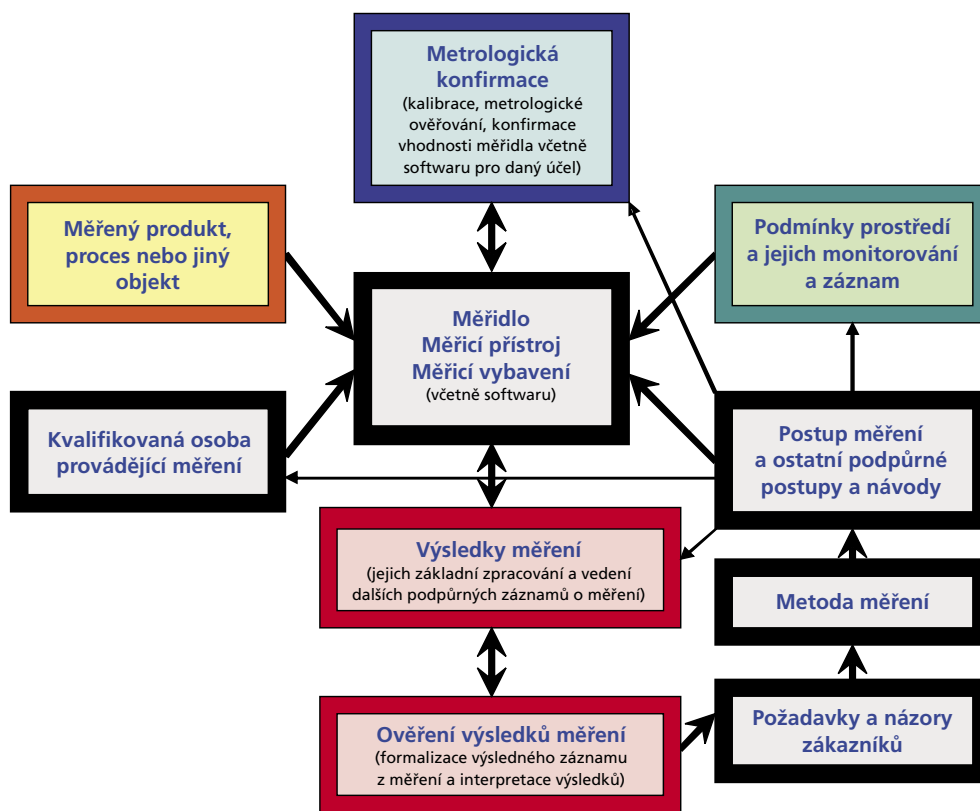 Metrologická
konfirmace
(kalibrace, metrologické
ověřování, konfirmace
vhodnosti měřidla včetně
softwaru pro daný účel)
Měřený produkt,
proces nebo jiný
objekt
Podmínky prostředí
a jejich monitorování
a záznam
Měřidlo
Měřicí přístroj
Měřicí vybavení
(včetně softwaru)
Kvalifikovaná osoba
provádějící měření
Postup měření
a ostatní podpůrné
postupy a návody
Výsledky měření
(jejich základní zpracování a vedení
dalších podpůrných záznamů o měření)
Metoda měření
Ověření výsledků měření
(formalizace výsledného záznamu
z měření a interpretace výsledků)
Požadavky a názory
zákazníků